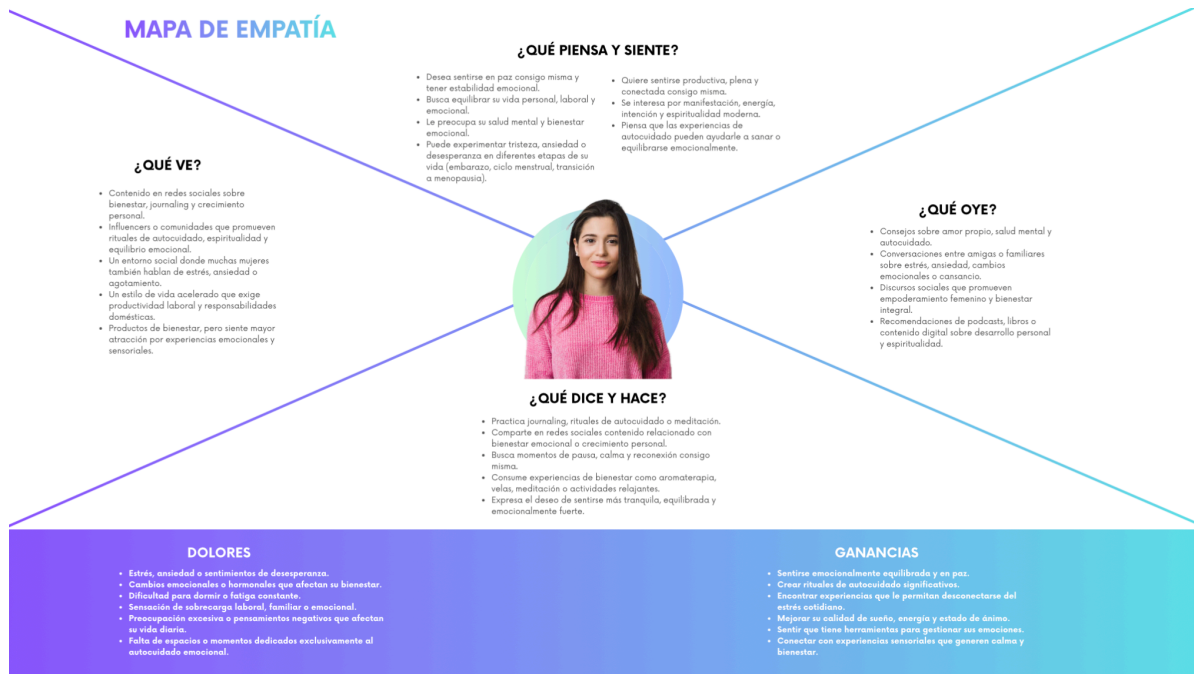 MAPA DE EMPATÍA
¿QUÉ PIENSA Y SIENTE?
• Desea sentirse en paz consigo misma y
tener estabilidad emocional.
• Busca equilibrar su vida personal, laboral y
emocional.
• Le preocupa su salud mental y bienestar
emocional.
• Puede experimentar tristeza, ansiedad o
desesperanza en diferentes etapas de su
vida (embarazo, ciclo menstrual, transición
a menopausia).
• Quiere sentirse productiva, plena y
conectada consigo misma.
• Se interesa por manifestación, energía,
intención y espiritualidad moderna.
• Piensa que las experiencias de
autocuidado pueden ayudarle a sanar o
equilibrarse emocionalmente.
¿QUÉ VE?
• Contenido en redes sociales sobre
bienestar, journaling y crecimiento
personal.
• Influencers o comunidades que promueven
rituales de autocuidado, espiritualidad y
equilibrio emocional.
• Un entorno social donde muchas mujeres
también hablan de estrés, ansiedad o
agotamiento.
• Un estilo de vida acelerado que exige
productividad laboral y responsabilidades
domésticas.
• Productos de bienestar, pero siente mayor
atracción por experiencias emocionales y
sensoriales.
¿QUÉ OYE?
• Consejos sobre amor propio, salud mental y
autocuidado.
• Conversaciones entre amigas o familiares
sobre estrés, ansiedad, cambios
emocionales o cansancio.
• Discursos sociales que promueven
empoderamiento femenino y bienestar
integral.
• Recomendaciones de podcasts, libros o
contenido digital sobre desarrollo personal
y espiritualidad.
¿QUÉ DICE Y HACE?
• Practica journaling, rituales de autocuidado o meditación.
• Comparte en redes sociales contenido relacionado con
bienestar emocional o crecimiento personal.
• Busca momentos de pausa, calma y reconexión consigo
misma.
• Consume experiencias de bienestar como aromaterapia,
velas, meditación o actividades relajantes.
• Expresa el deseo de sentirse más tranquila, equilibrada y
emocionalmente fuerte.
DOLORES
• Estrés, ansiedad o sentimientos de desesperanza.
• Cambios emocionales o hormonales que afectan su bienestar.
• Dificultad para dormir o fatiga constante.
• Sensación de sobrecarga laboral, familiar o emocional.
• Preocupación excesiva o pensamientos negativos que afectan
su vida diaria.
• Falta de espacios o momentos dedicados exclusivamente al
autocuidado emocional.
GANANCIAS
• Sentirse emocionalmente equilibrada y en paz.
• Crear rituales de autocuidado significativos.
• Encontrar experiencias que le permitan desconectarse del
estrés cotidiano.
• Mejorar su calidad de sueño, energía y estado de ánimo.
• Sentir que tiene herramientas para gestionar sus emociones.
• Conectar con experiencias sensoriales que generen calma y
bienestar.